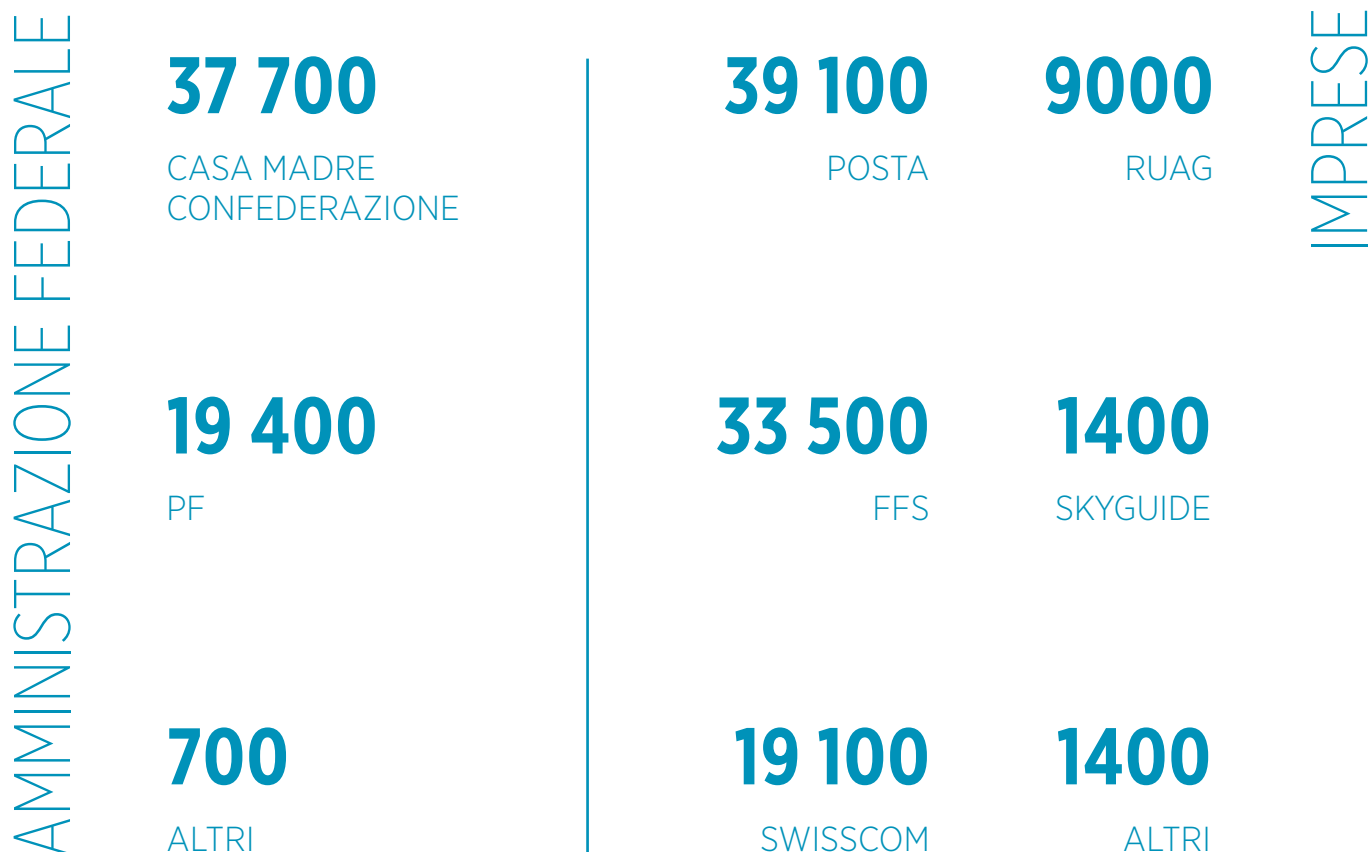 AMMINISTRAZIONE FEDERALE
37 700
CASA MADRE
CONFEDERAZIONE
19 400
PF
700
ALTRI
39 100
POSTA
33 500
FFS
19 100
SWISSCOM
9000
RUAG
1400
SKYGUIDE
1400
ALTRI
IMPRESE